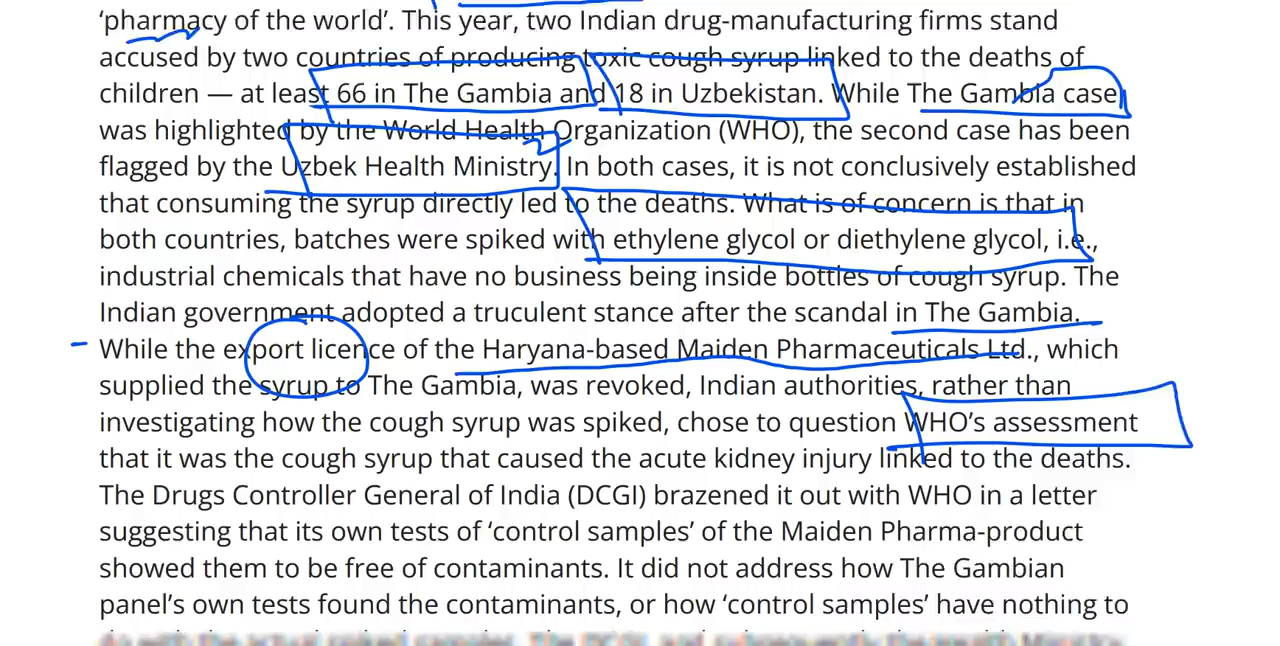 ‘pharmacy of the world’. This year, two Indian drug-manufacturing firms stand
accused by two countries of producing toxic cough syrup linked to the deaths of
children — at least 66 in The Gambia and 18 in Uzbekistan. While The Gambia case
was highlighted by the World Health Organization (WHO), the second case has been
flagged by the Uzbek Health Ministry. In both cases, it is not conclusively established
that consuming the syrup directly led to the deaths. What is of concern is that in
both countries, batches were spiked with ethylene glycol or diethylene glycol, i.e.,
industrial chemicals that have no business being inside bottles of cough syrup. The
Indian government adopted a truculent stance after the scandal in The Gambia.
While the export licence of the Haryana-based Maiden Pharmaceuticals Ltd., which
supplied the syrup to The Gambia, was revoked, Indian authorities, rather than
investigating how the cough syrup was spiked, chose to question WHO’s assessment
that it was the cough syrup that caused the acute kidney injury linked to the deaths.
The Drugs Controller General of India (DCGI) brazened it out with WHO in a letter
suggesting that its own tests of ‘control samples’ of the Maiden Pharma-product
showed them to be free of contaminants. It did not address how The Gambian
panel’s own tests found the contaminants, or how ‘control samples’ have nothing to